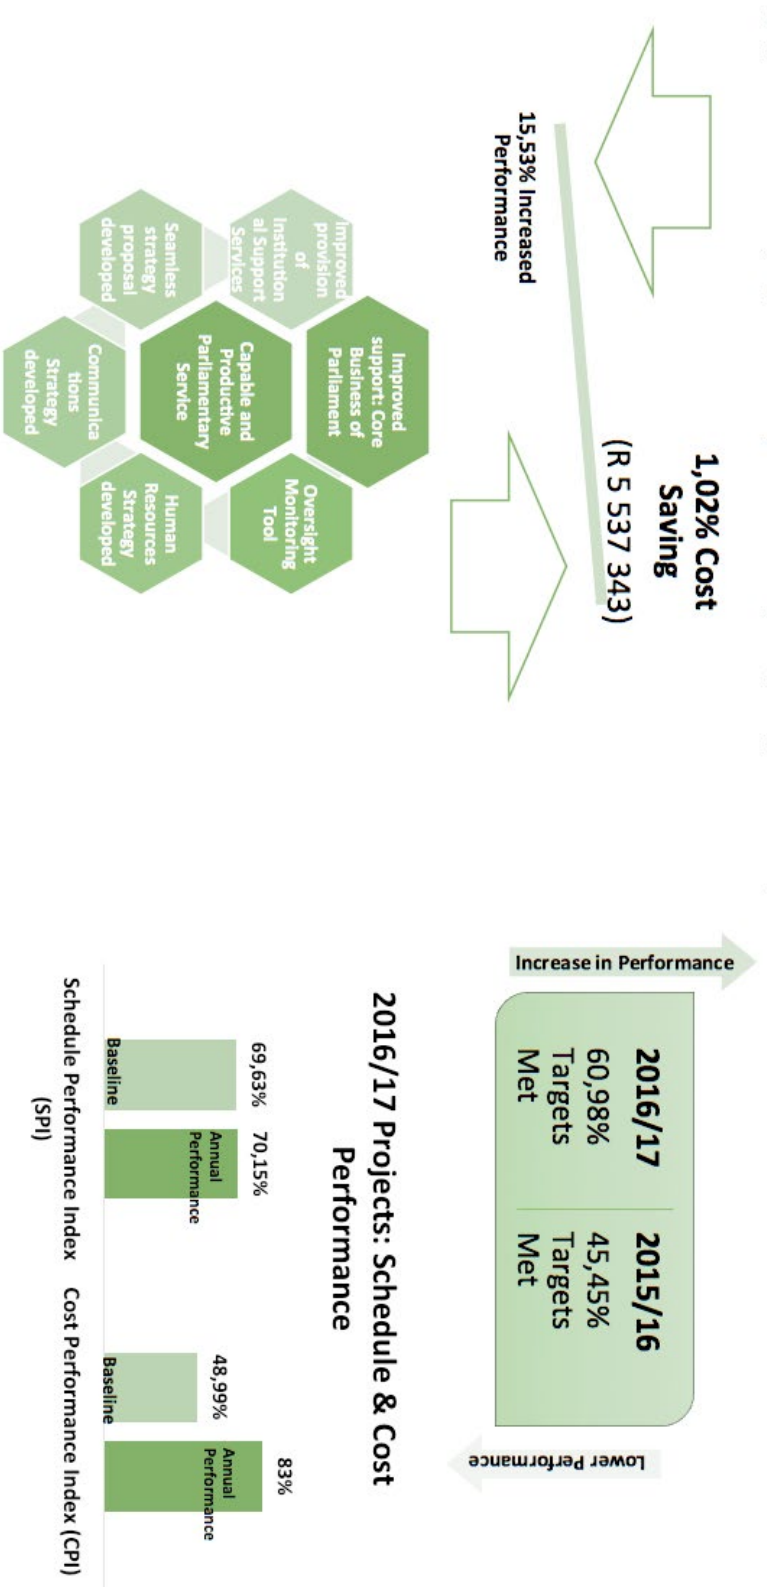 1,02% Cost
Saving
(R 5 537 343)
15,53% Increased
Performance
Improved
support: Core
Business of
Parliament
Improved
provision
of
Institution
al Support
Services
Oversight
Monitoring
Tool
Capable and
Productive
Parliamentary
Service
Seamless
strategy
proposal
developed
Human
Resources
Strategy
developed
Communica
tions
Strategy
developed
Increase in Performance
2016/17
60,98%
Targets
Met
2015/16
45,45%
Targets
Met
Lower Performance
2016/17 Projects: Schedule & Cost
Performance
69,63%
Baseline
70,15%
Annual
Performance
48,99%
Baseline
83%
Annual
Performance
Schedule Performance Index
(SPI)
Cost Performance Index (CPI)